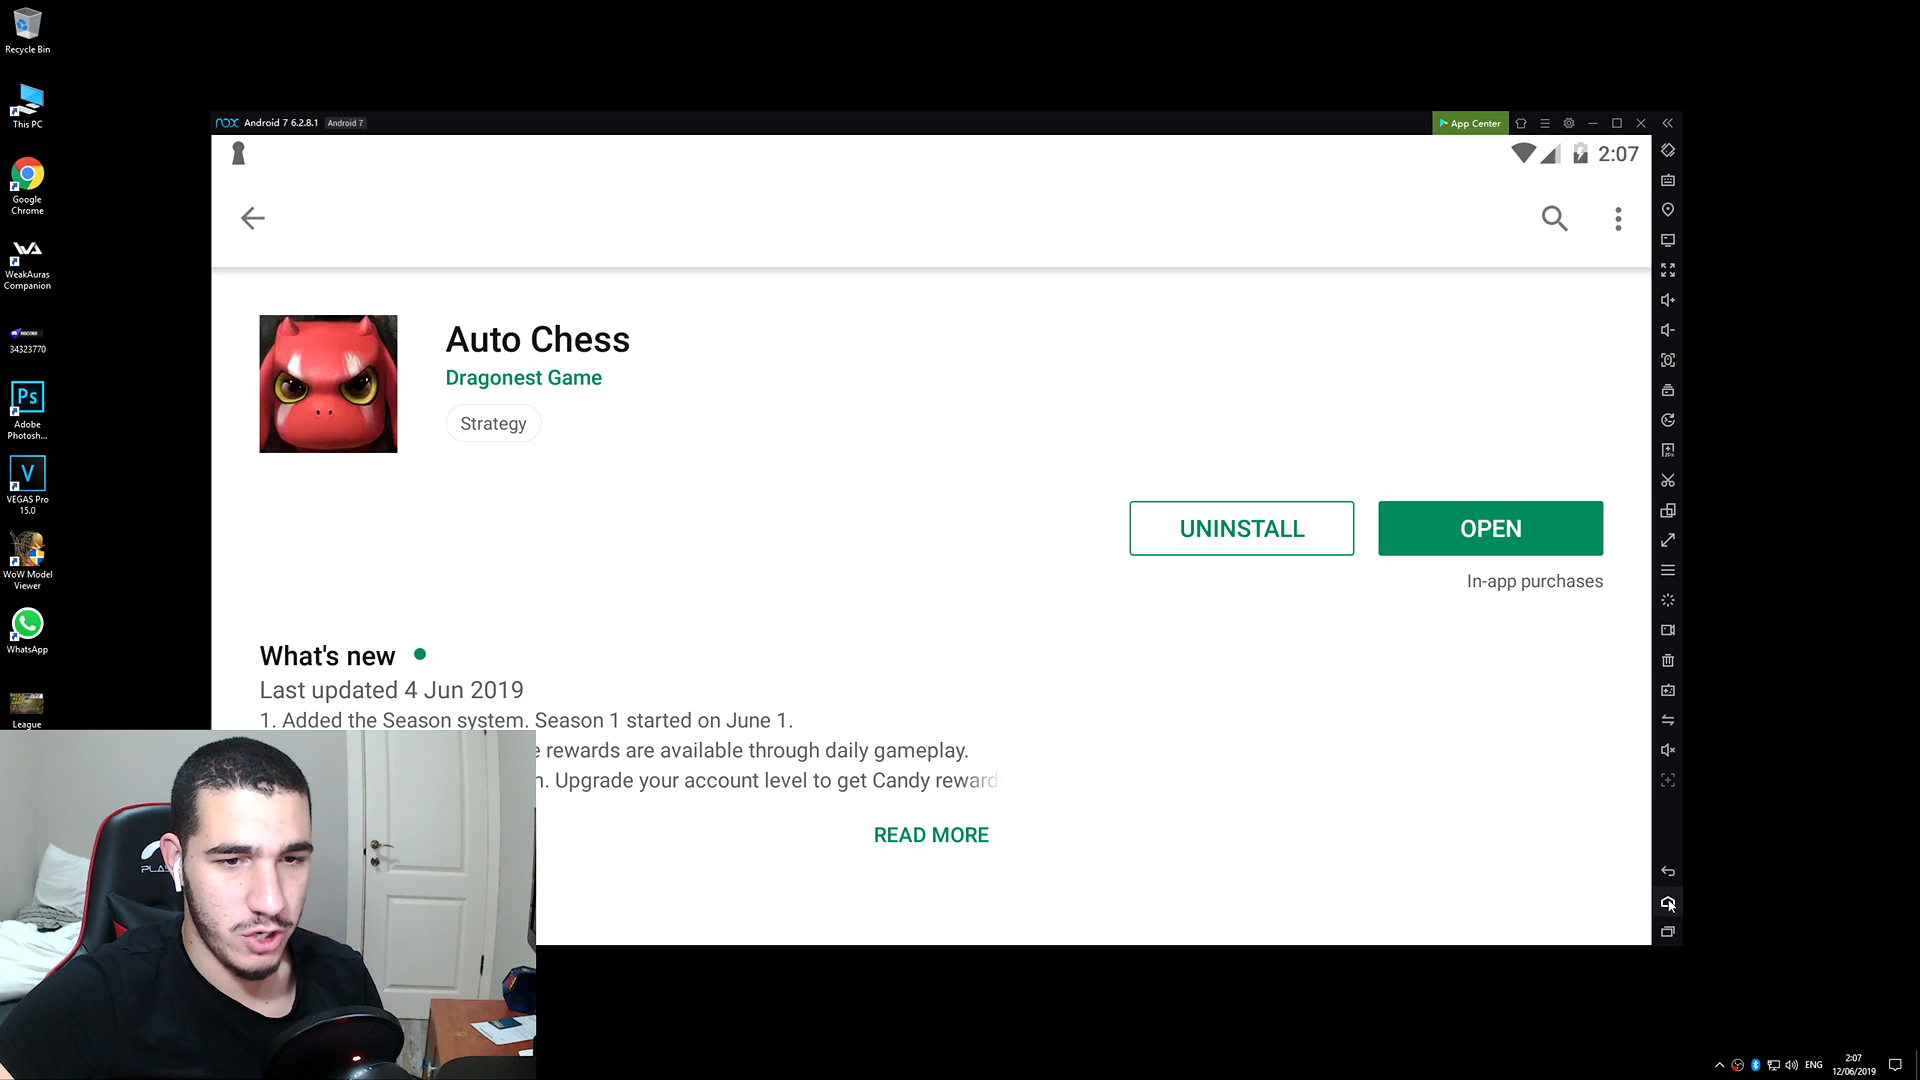 Recycle Bin
This PC
Google
Chrome
WeakAuras
Companion
34323770
Ps
Adobe
Photosh...
V
VEGAS Pro
15.0
WoW Model
Viewer
WhatsApp
League
nox Android 7 6.2.8.1 Android 7
App Center
2:07
Auto Chess
Dragonest Game
Strategy
UNINSTALL
OPEN
In-app purchases
What's new
Last updated 4 Jun 2019
1. Added the Season system. Season 1 started on June 1.
rewards are available through daily gameplay.
Upgrade your account level to get Candy reward
READ MORE
ENG
2:07
12/06/2019